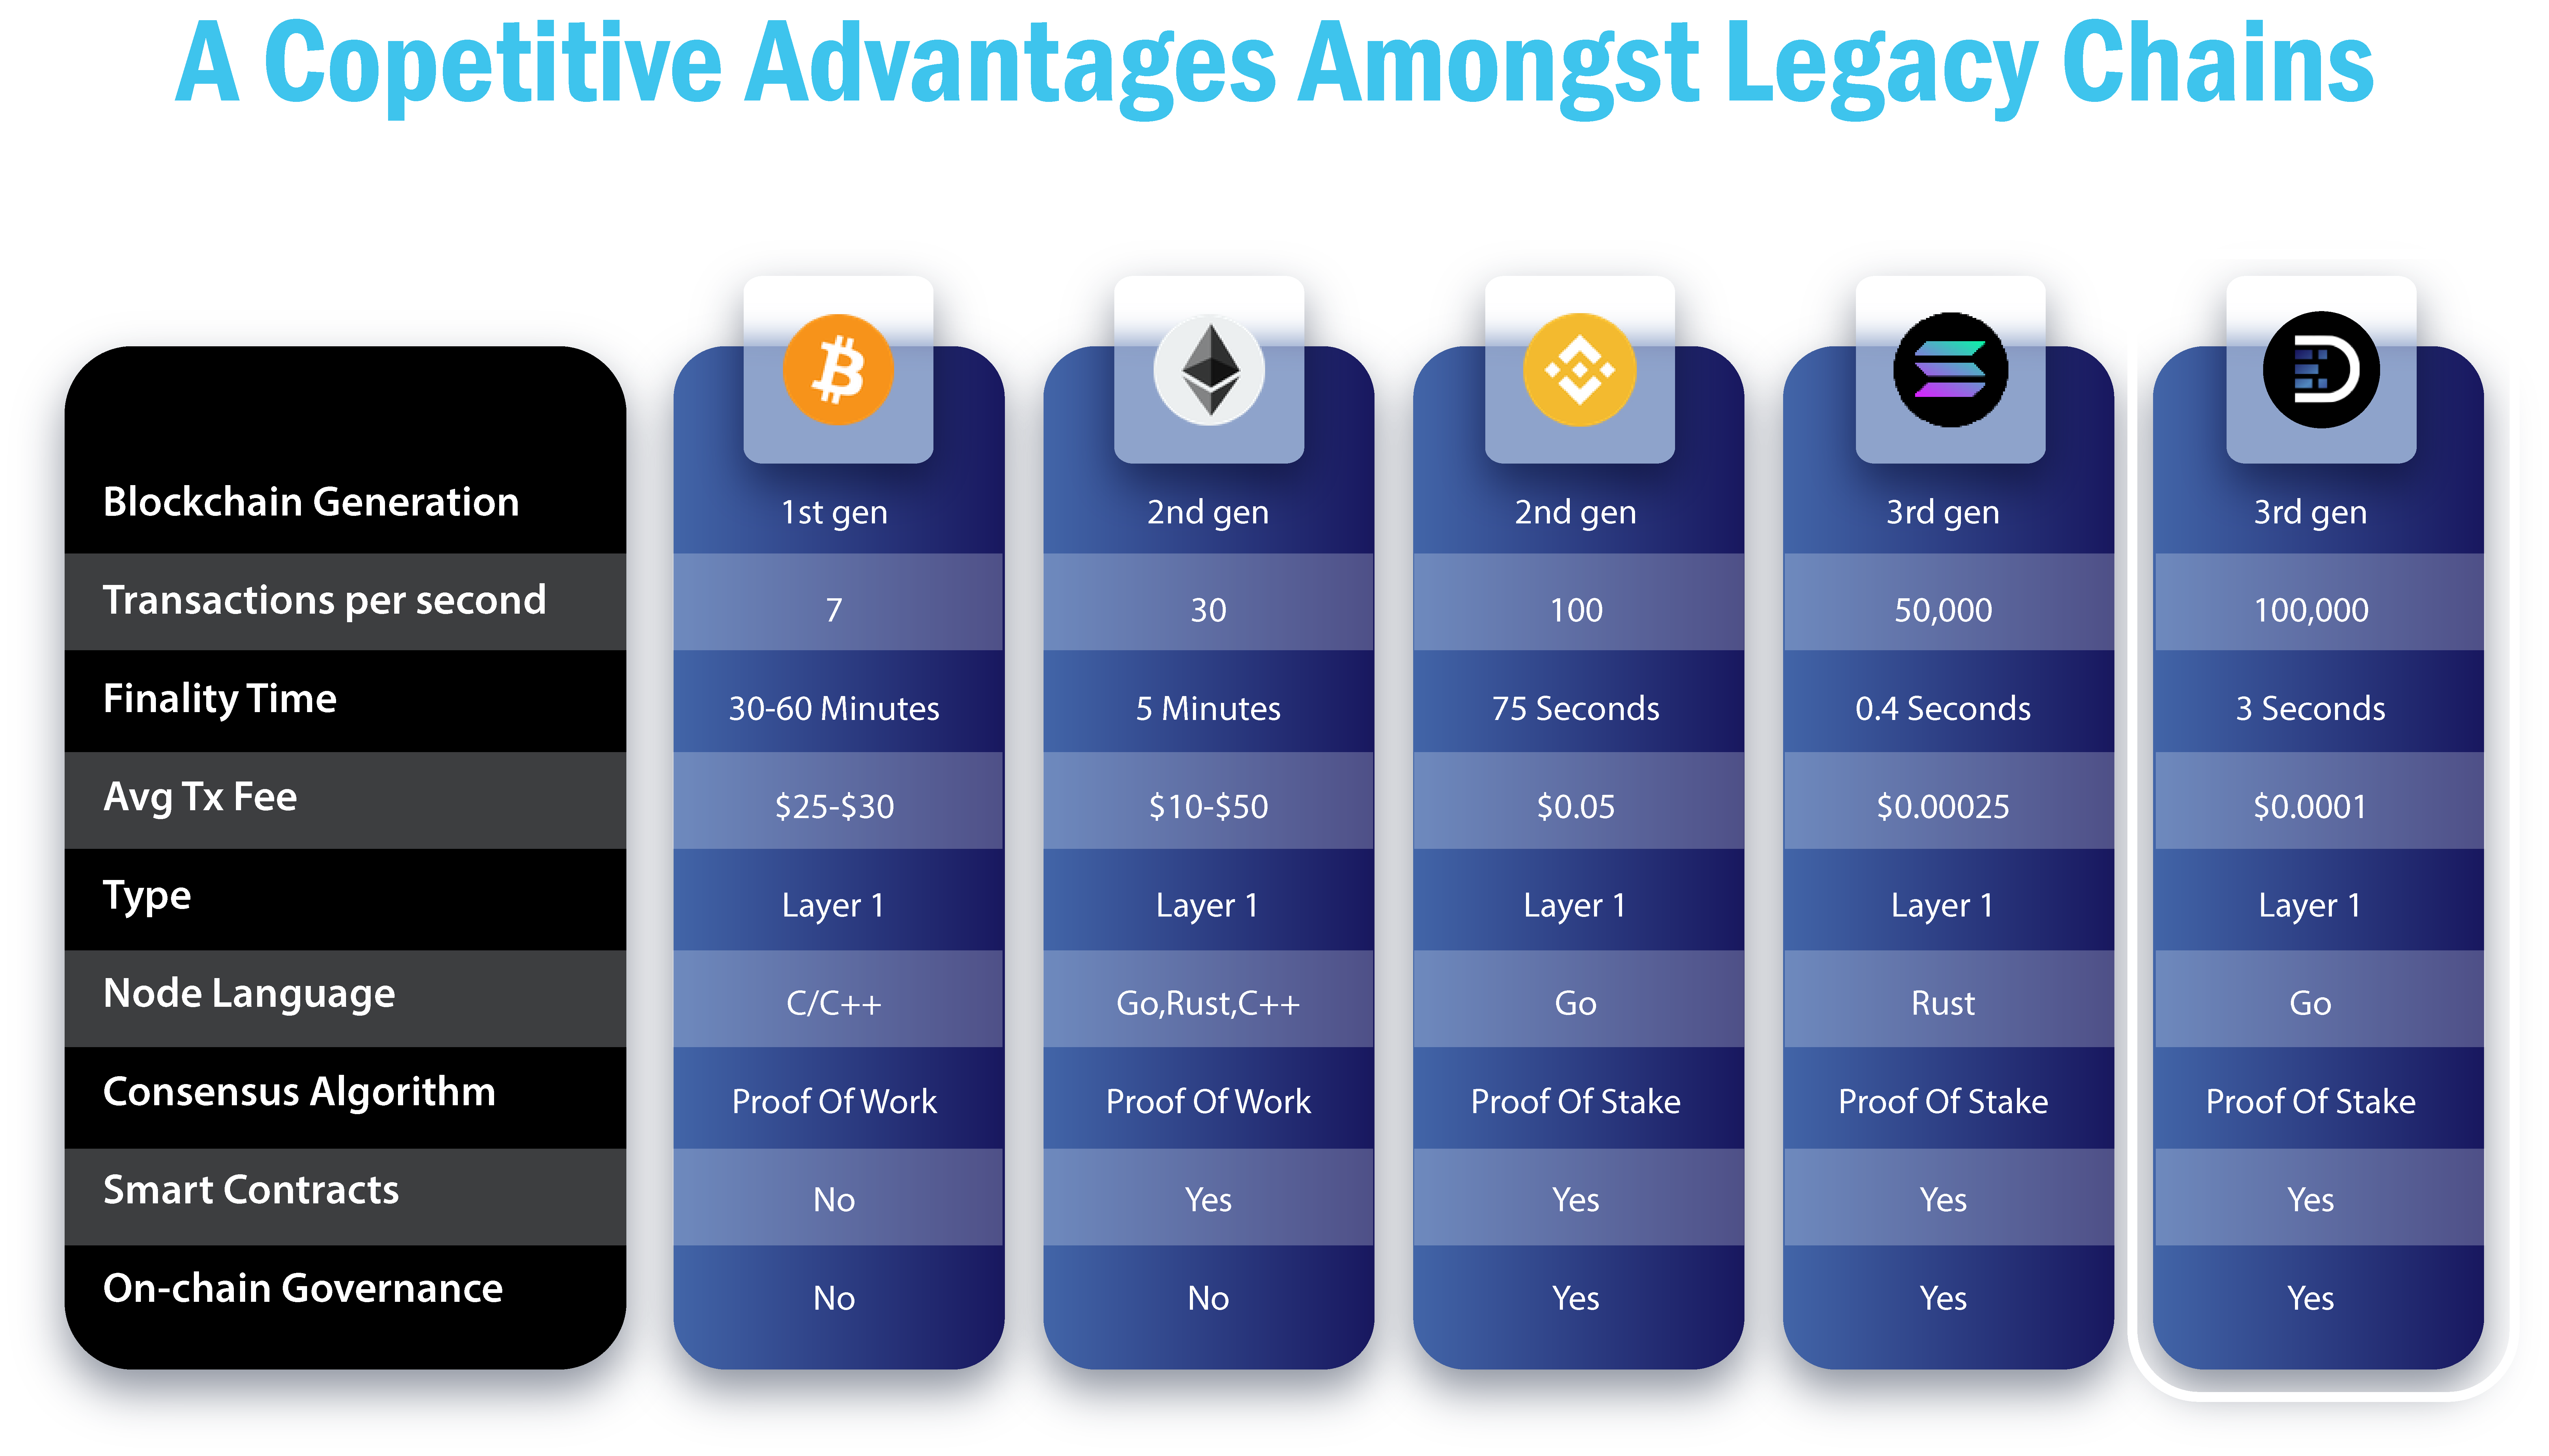 A Copetitive Advantages Amongst Legacy Chains
Blockchain Generation 1st gen 2nd gen 2nd gen 3rd gen 3rd gen
Transactions per second 7 30 100 50,000 100,000
Finality Time 30-60 Minutes 5 Minutes 75 Seconds 0.4 Seconds 3 Seconds
Avg Tx Fee $25-$30 $10-$50 $0.05 $0.00025 $0.0001
Type Layer 1 Layer 1 Layer 1 Layer 1 Layer 1
Node Language C/C++ Go,Rust,C++ Go Rust Go
Consensus Algorithm Proof Of Work Proof Of Work Proof Of Stake Proof Of Stake Proof Of Stake
Smart Contracts No Yes Yes Yes Yes
On-chain Governance No No Yes Yes Yes